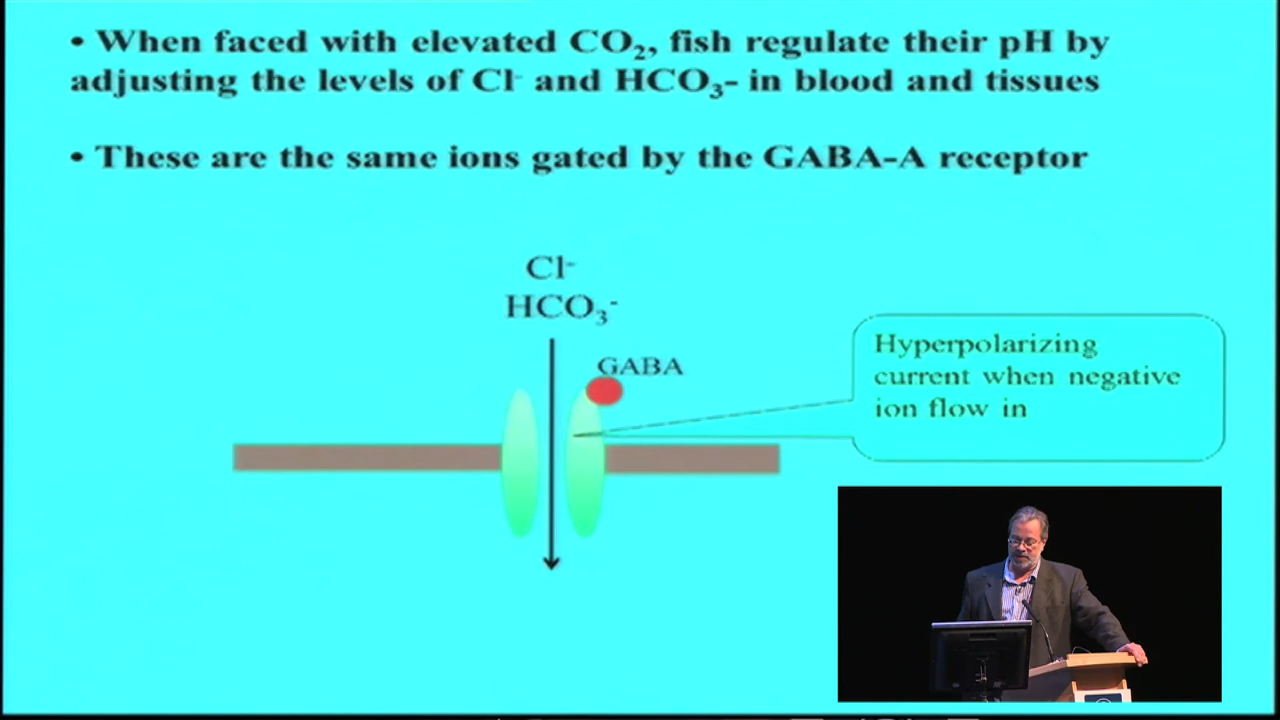 • When faced with elevated CO₂, fish regulate their pH by
adjusting the levels of Cl⁻ and HCO₃- in blood and tissues
• These are the same ions gated by the GABA-A receptor
Cl⁻
HCO₃⁻
GABA
Hyperpolarizing
current when negative
ion flow in